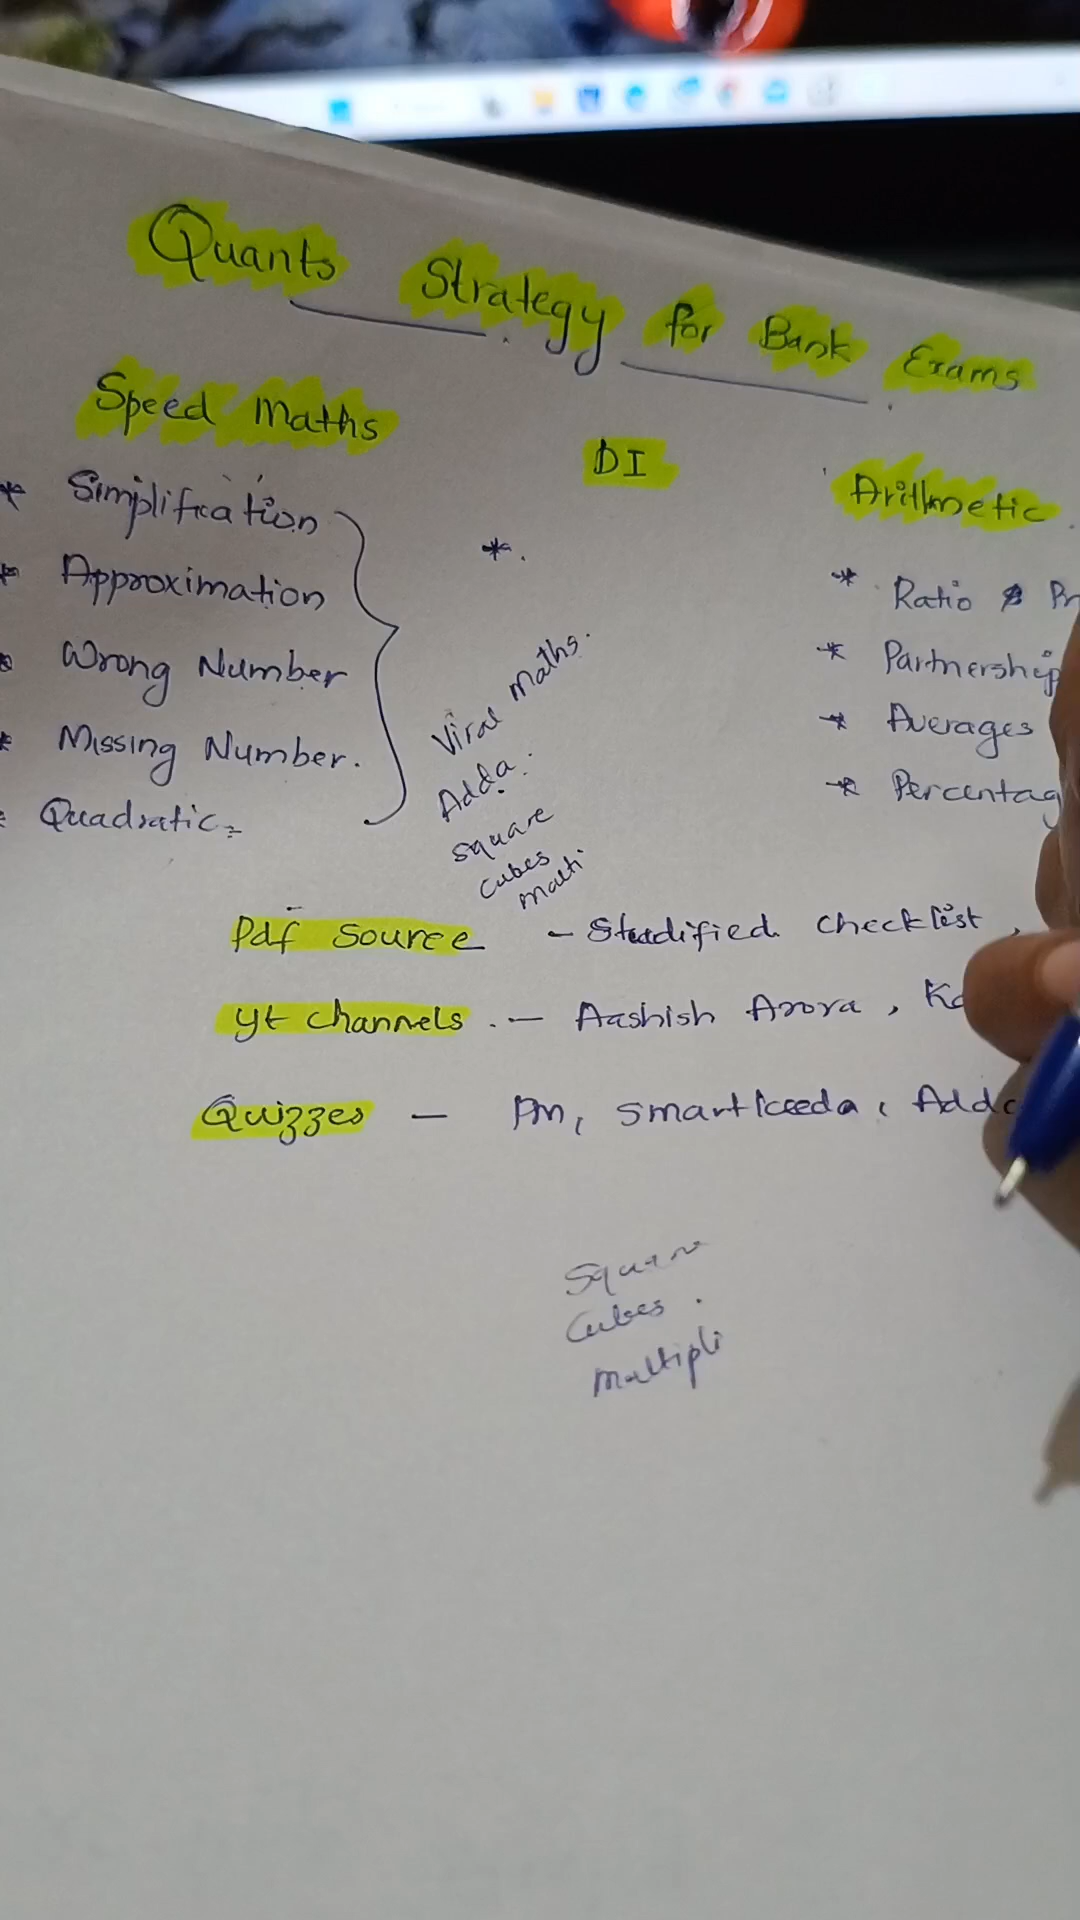 Quants Strategy for Bank Exams
Speed Maths
* Simplification
* Approximation
* Wrong Number
* Missing Number.
* Quadratic
DI
*.
Viral Maths.
Adda.
square
cubes
multi
Arithmetic
* Ratio & Pr
* Partnership
* Averages
* Percentag
Pdf Source - Studified checklist,
yt channels. - Aashish Arora,
Quizzes - PM, smartkeeda, Adda
Square
Cubes.
multipli